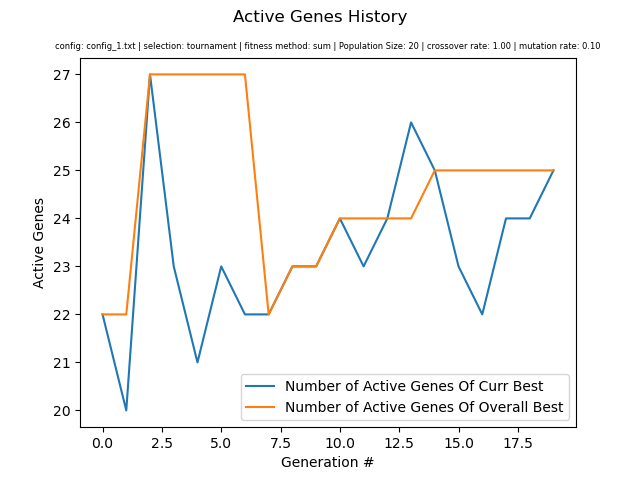 Active Genes History
config: config_1.txt | selection: tournament | fitness method: sum | Population Size: 20 | crossover rate: 1.00 | mutation rate: 0.10
27
26
25
24
23
22
21
20
Active Genes
Number of Active Genes Of Curr Best
Number of Active Genes Of Overall Best
0.0 2.5 5.0 7.5 10.0 12.5 15.0 17.5
Generation #